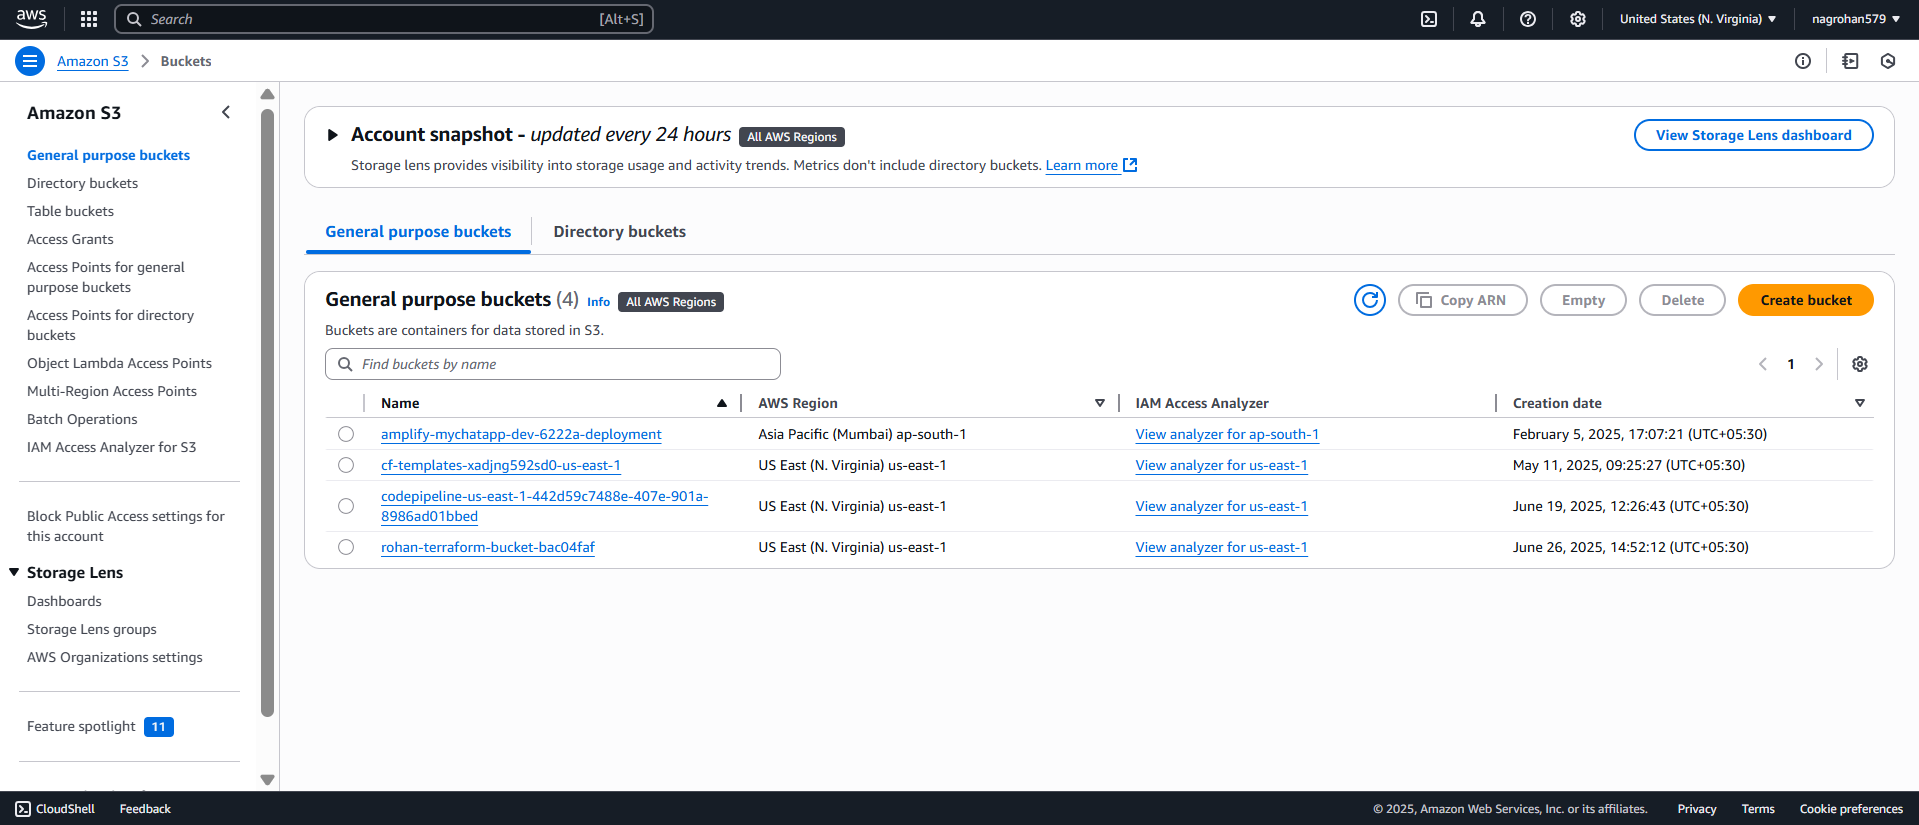 aws
Search [Alt+S]
United States (N. Virginia)
nagrohan579
Amazon S3
Buckets
Amazon S3
General purpose buckets
Directory buckets
Table buckets
Access Grants
Access Points for general
purpose buckets
Access Points for directory
buckets
Object Lambda Access Points
Multi-Region Access Points
Batch Operations
IAM Access Analyzer for S3
Block Public Access settings for
this account
Storage Lens
Dashboards
Storage Lens groups
AWS Organizations settings
Feature spotlight 11
Account snapshot - updated every 24 hours All AWS Regions
View Storage Lens dashboard
Storage lens provides visibility into storage usage and activity trends. Metrics don't include directory buckets. Learn more
General purpose buckets
Directory buckets
General purpose buckets (4) Info All AWS Regions
Copy ARN
Empty
Delete
Create bucket
Buckets are containers for data stored in S3.
Find buckets by name
1
Name AWS Region IAM Access Analyzer Creation date
amplify-mychatapp-dev-6222a-deployment Asia Pacific (Mumbai) ap-south-1 View analyzer for ap-south-1 February 5, 2025, 17:07:21 (UTC+05:30)
cf-templates-xadjng592sd0-us-east-1 US East (N. Virginia) us-east-1 View analyzer for us-east-1 May 11, 2025, 09:25:27 (UTC+05:30)
codepipeline-us-east-1-442d59c7488e-407e-901a-
8986ad01bbed US East (N. Virginia) us-east-1 View analyzer for us-east-1 June 19, 2025, 12:26:43 (UTC+05:30)
rohan-terraform-bucket-bac04faf US East (N. Virginia) us-east-1 View analyzer for us-east-1 June 26, 2025, 14:52:12 (UTC+05:30)
CloudShell
Feedback
© 2025, Amazon Web Services, Inc. or its affiliates.
Privacy
Terms
Cookie preferences